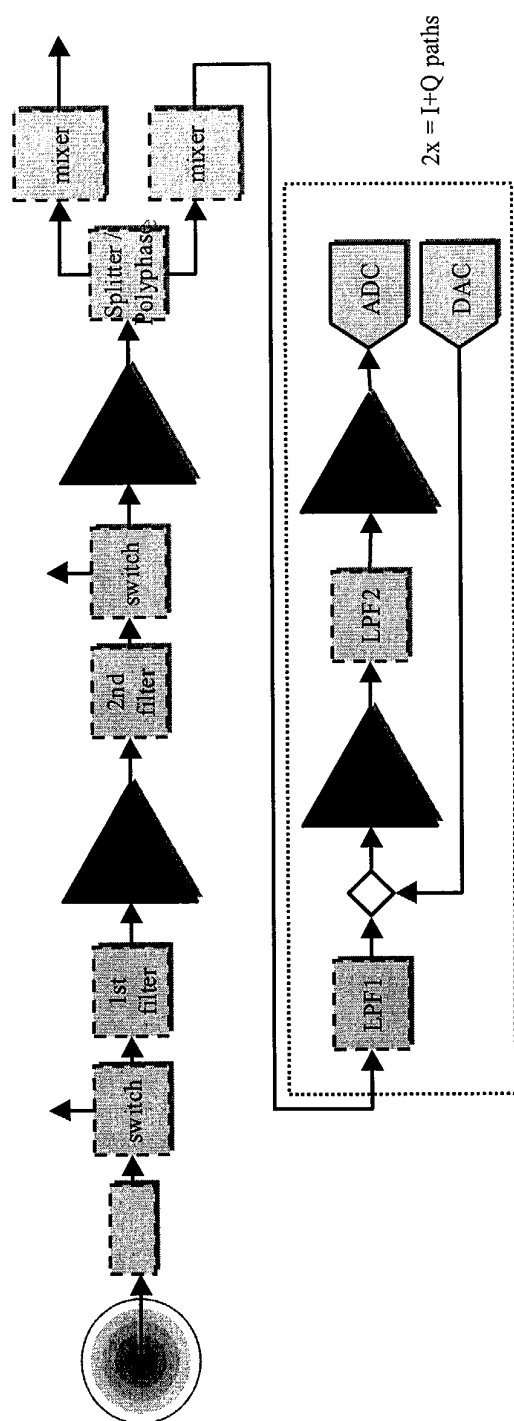 switch
1st
filter
2nd
filter
switch
Splitter /
Polyphase
mixer
mixer
LPF1
LPF2
ADC
DAC
2x = I+Q paths